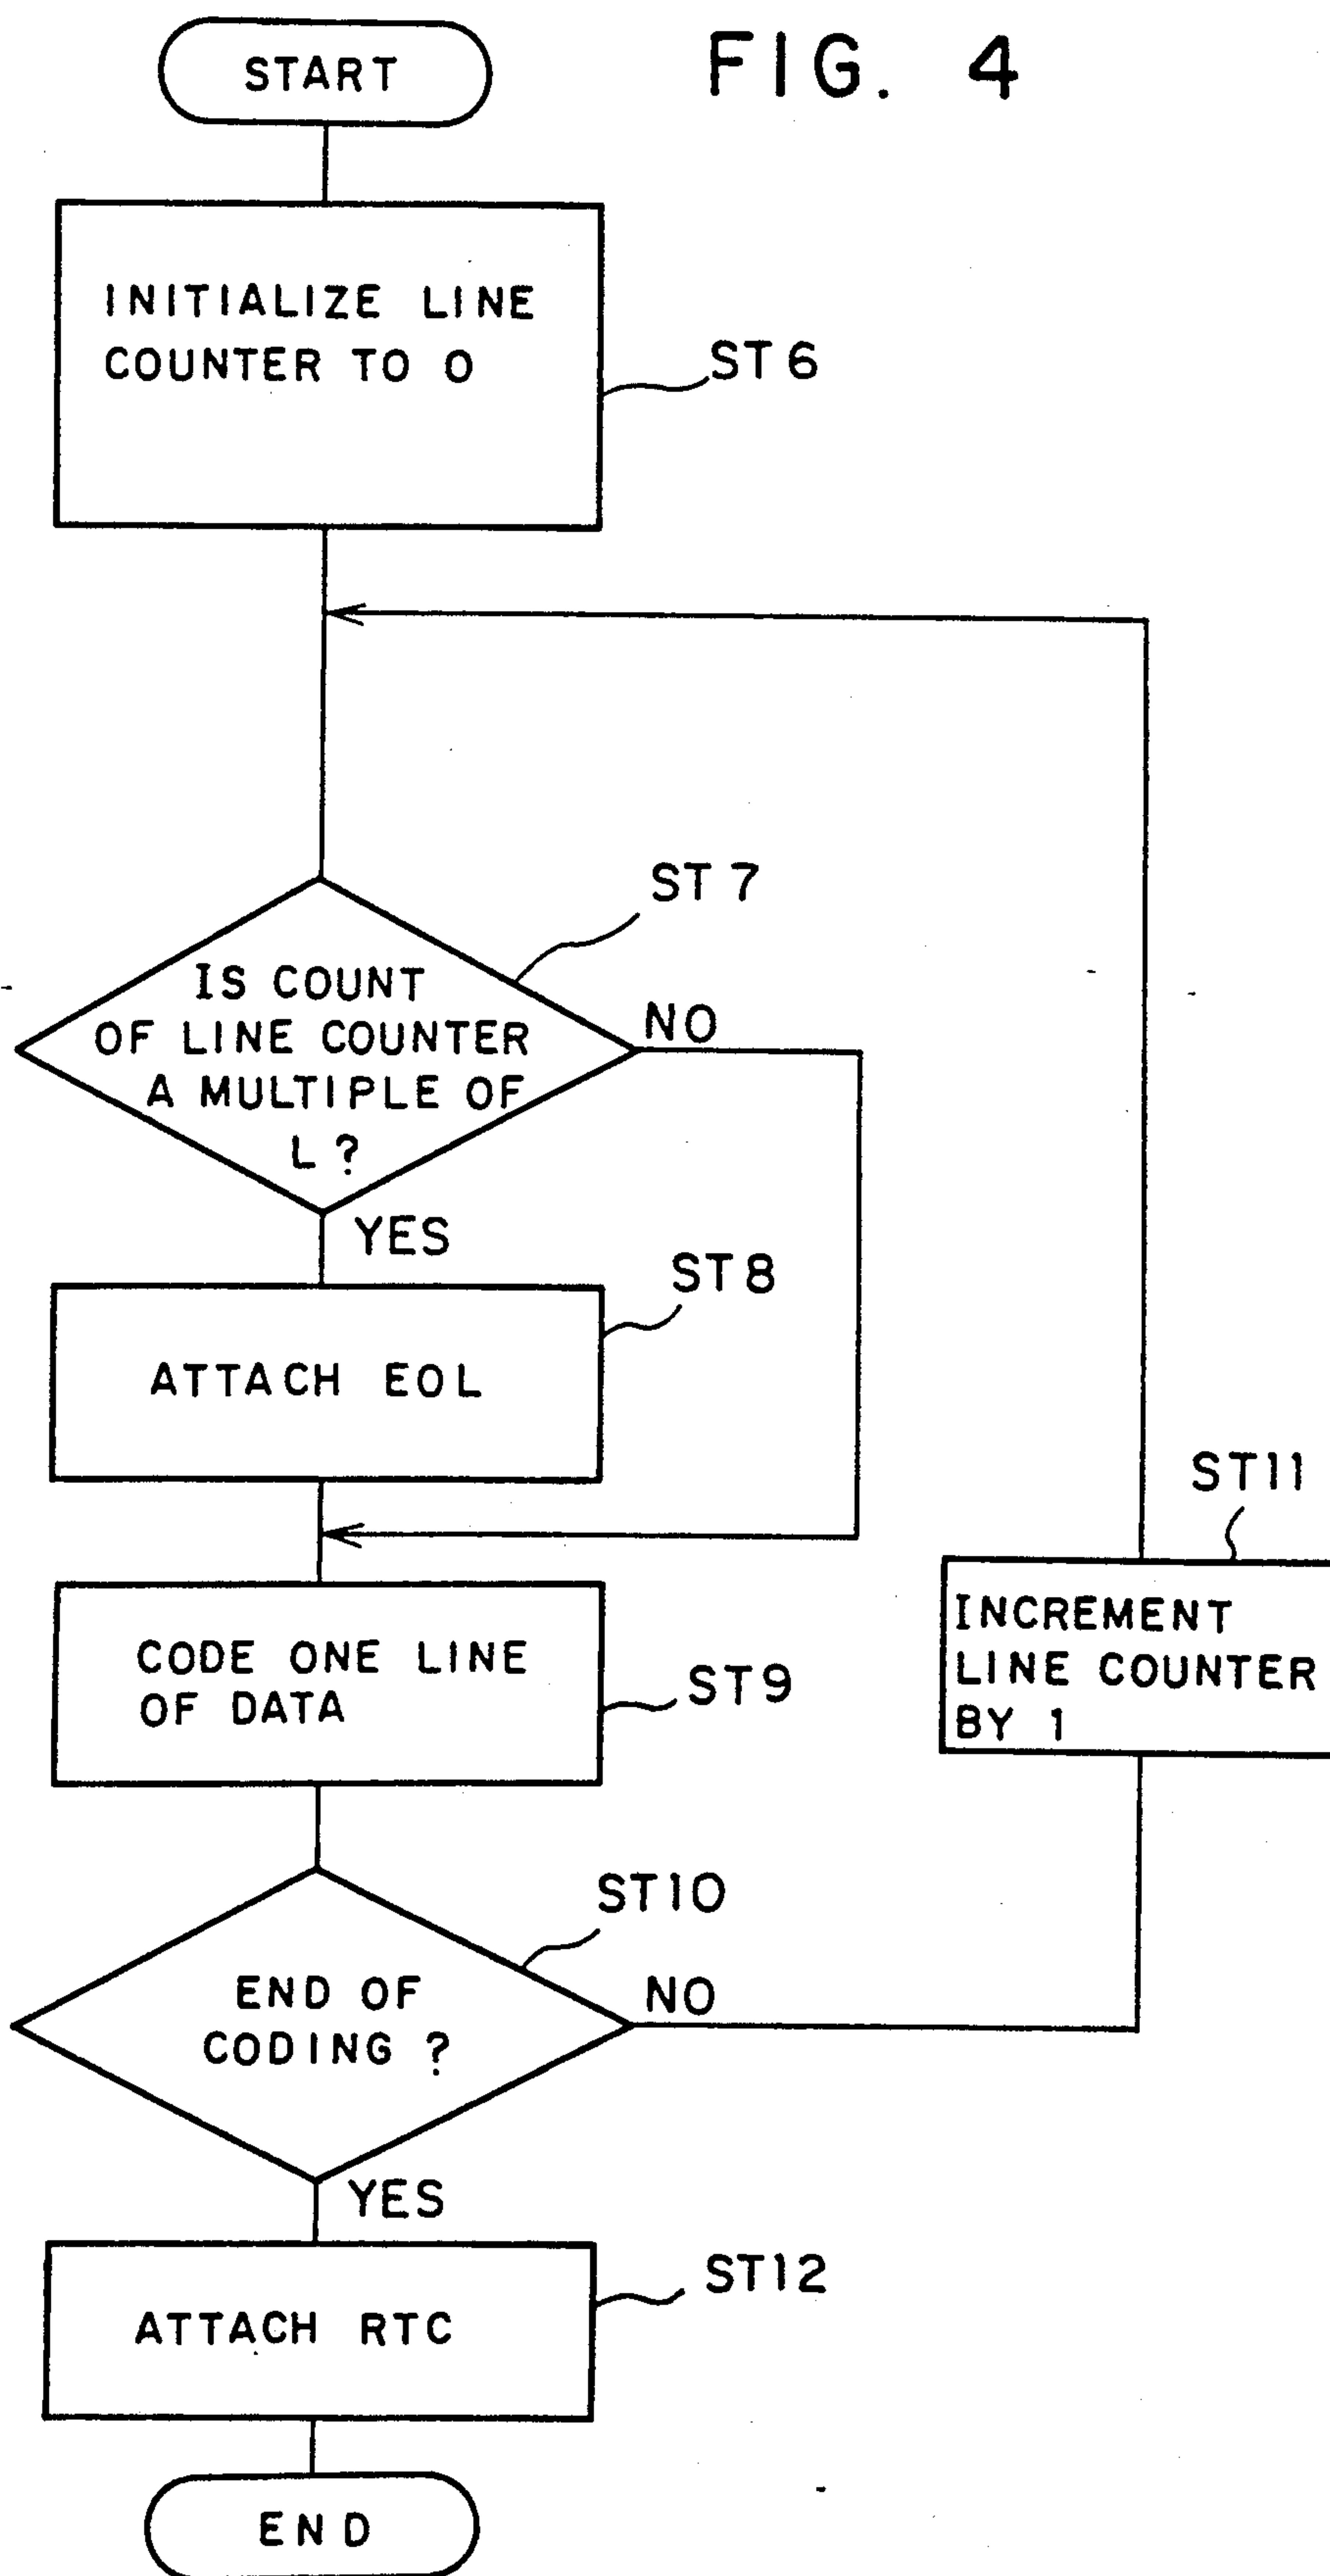 FIG. 4
START
INITIALIZE LINE
COUNTER TO 0
ST6
ST7
IS COUNT
OF LINE COUNTER
A MULTIPLE OF
L?
NO
YES
ST8
ATTACH EOL
ST11
INCREMENT
LINE COUNTER
BY 1
CODE ONE LINE
OF DATA
ST9
ST10
END OF
CODING ?
NO
YES
ST12
ATTACH RTC
END